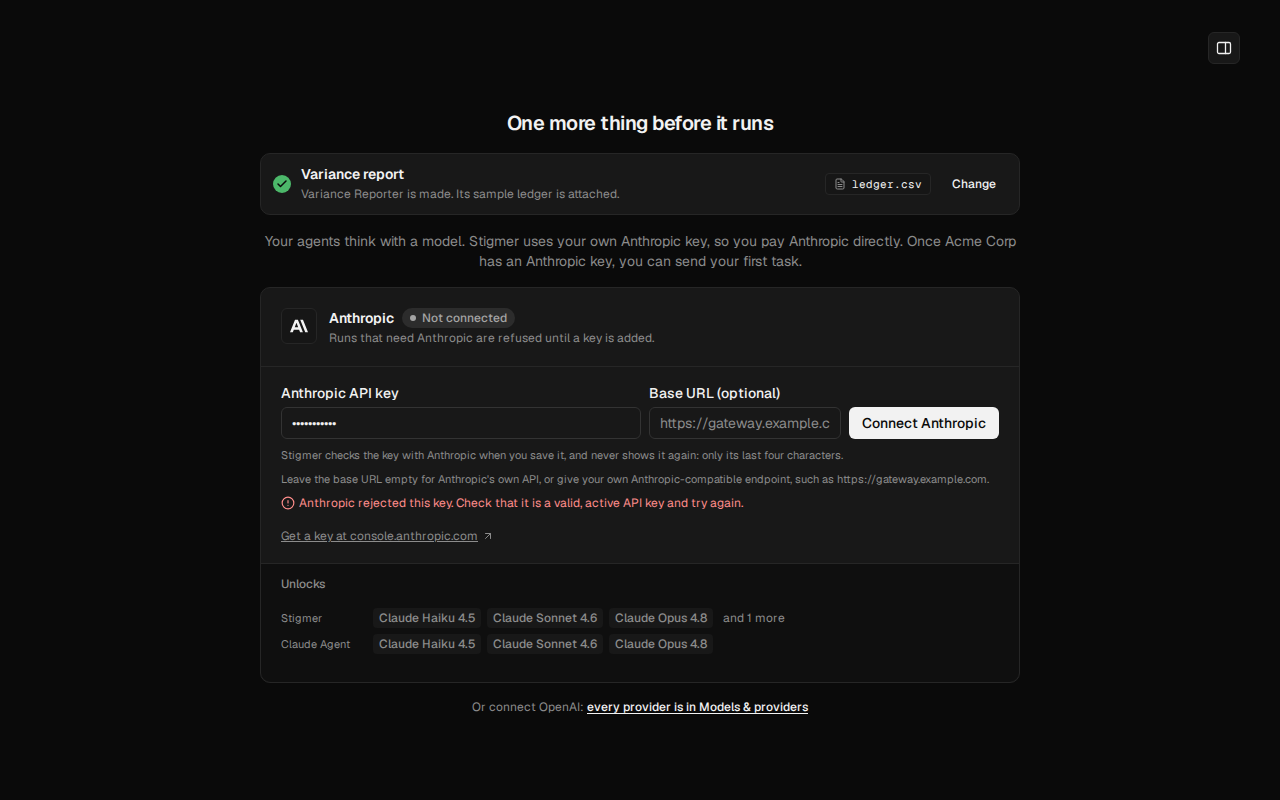 One more thing before it runs
Variance report
Variance Reporter is made. Its sample ledger is attached.
ledger.csv
Change
Your agents think with a model. Stigmer uses your own Anthropic key, so you pay Anthropic directly. Once Acme Corp
has an Anthropic key, you can send your first task.
Anthropic
Not connected
Runs that need Anthropic are refused until a key is added.
Anthropic API key
Base URL (optional)
•••••••••••
https://gateway.example.c
Connect Anthropic
Stigmer checks the key with Anthropic when you save it, and never shows it again: only its last four characters.
Leave the base URL empty for Anthropic's own API, or give your own Anthropic-compatible endpoint, such as https://gateway.example.com.
Anthropic rejected this key. Check that it is a valid, active API key and try again.
Get a key at console.anthropic.com
Unlocks
Stigmer Claude Haiku 4.5 Claude Sonnet 4.6 Claude Opus 4.8 and 1 more
Claude Agent Claude Haiku 4.5 Claude Sonnet 4.6 Claude Opus 4.8
Or connect OpenAI: every provider is in Models & providers